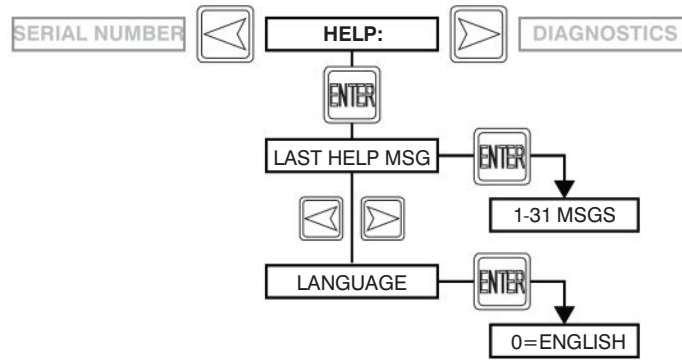 SERIAL NUMBER
HELP:
DIAGNOSTICS
ENTER
LAST HELP MSG
ENTER
1-31 MSGS
LANGUAGE
ENTER
0=ENGLISH